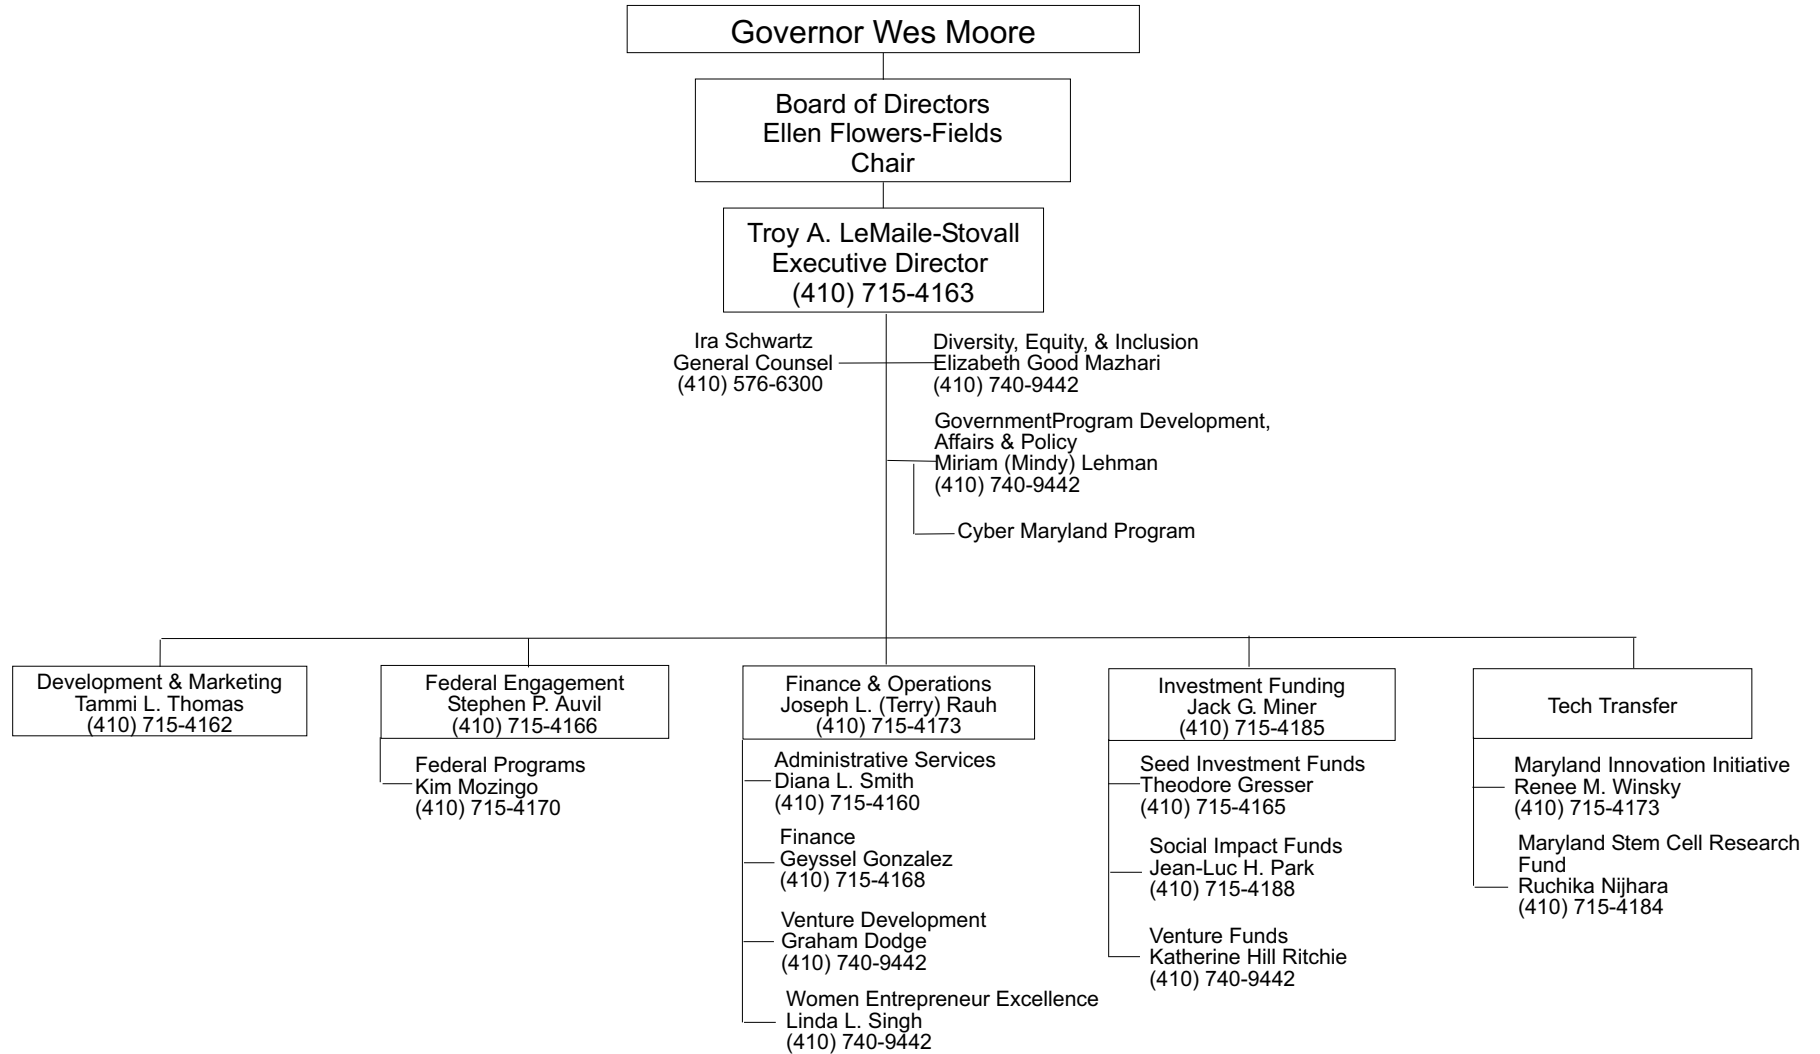 Governor Wes Moore
Board of Directors
Ellen Flowers-Fields
Chair
Troy A. LeMaile-Stovall
Executive Director
(410) 715-4163
Ira Schwartz
General Counsel
(410) 576-6300
Diversity, Equity, & Inclusion
Elizabeth Good Mazhari
(410) 740-9442
GovernmentProgram Development,
Affairs & Policy
Miriam (Mindy) Lehman
(410) 740-9442
Cyber Maryland Program
Development & Marketing
Tammi L. Thomas
(410) 715-4162
Federal Engagement
Stephen P. Auvil
(410) 715-4166
Federal Programs
Kim Mozingo
(410) 715-4170
Finance & Operations
Joseph L. (Terry) Rauh
(410) 715-4173
Administrative Services
Diana L. Smith
(410) 715-4160
Finance
Geyssel Gonzalez
(410) 715-4168
Venture Development
Graham Dodge
(410) 740-9442
Women Entrepreneur Excellence
Linda L. Singh
(410) 740-9442
Investment Funding
Jack G. Miner
(410) 715-4185
Seed Investment Funds
Theodore Gresser
(410) 715-4165
Social Impact Funds
Jean-Luc H. Park
(410) 715-4188
Venture Funds
Katherine Hill Ritchie
(410) 740-9442
Tech Transfer
Maryland Innovation Initiative
Renee M. Winsky
(410) 715-4173
Maryland Stem Cell Research
Fund
Ruchika Nijhara
(410) 715-4184